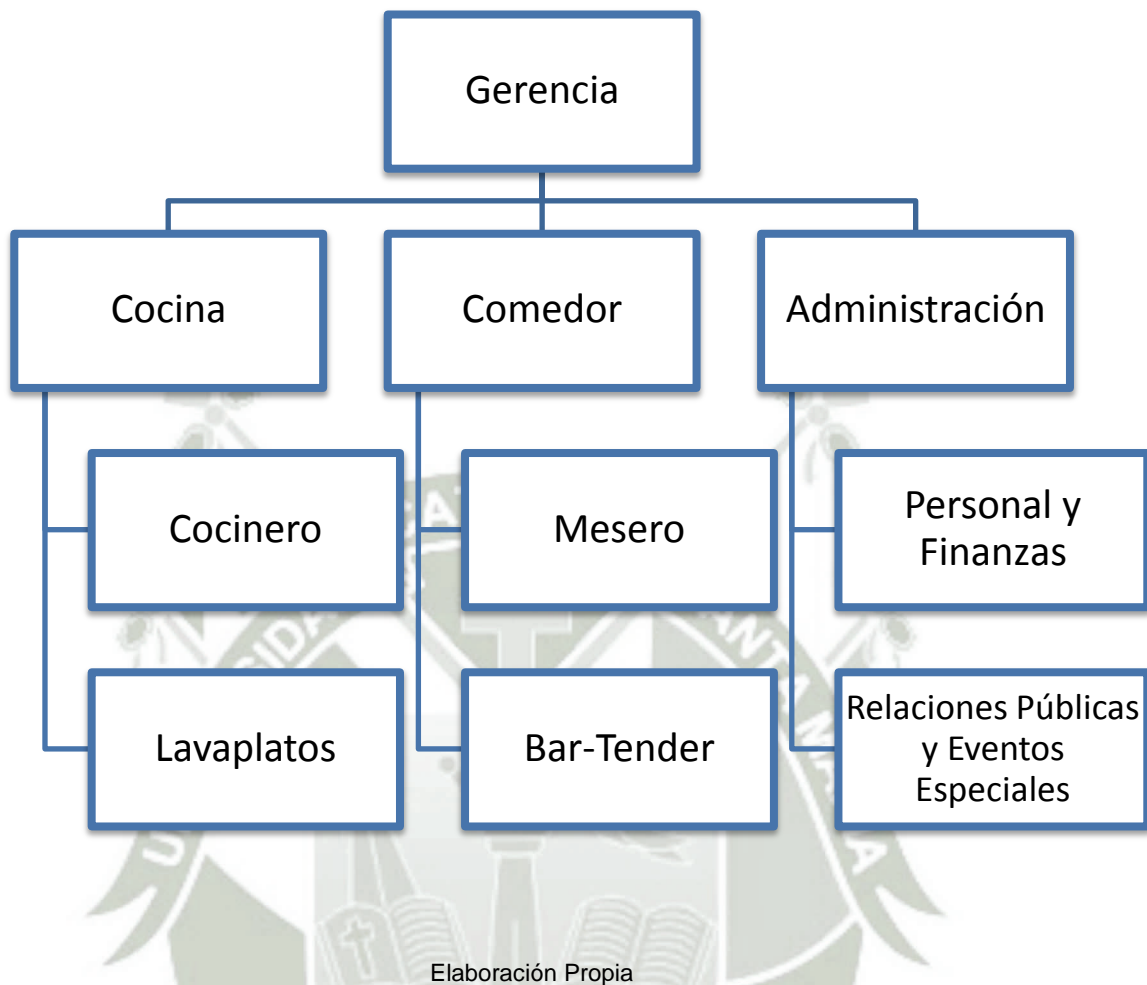 Gerencia
Cocina
Comedor
Administración
Cocinero
Mesero
Personal y
Finanzas
Lavaplatos
Bar-Tender
Relaciones Públicas
y Eventos
Especiales
Elaboración Propia